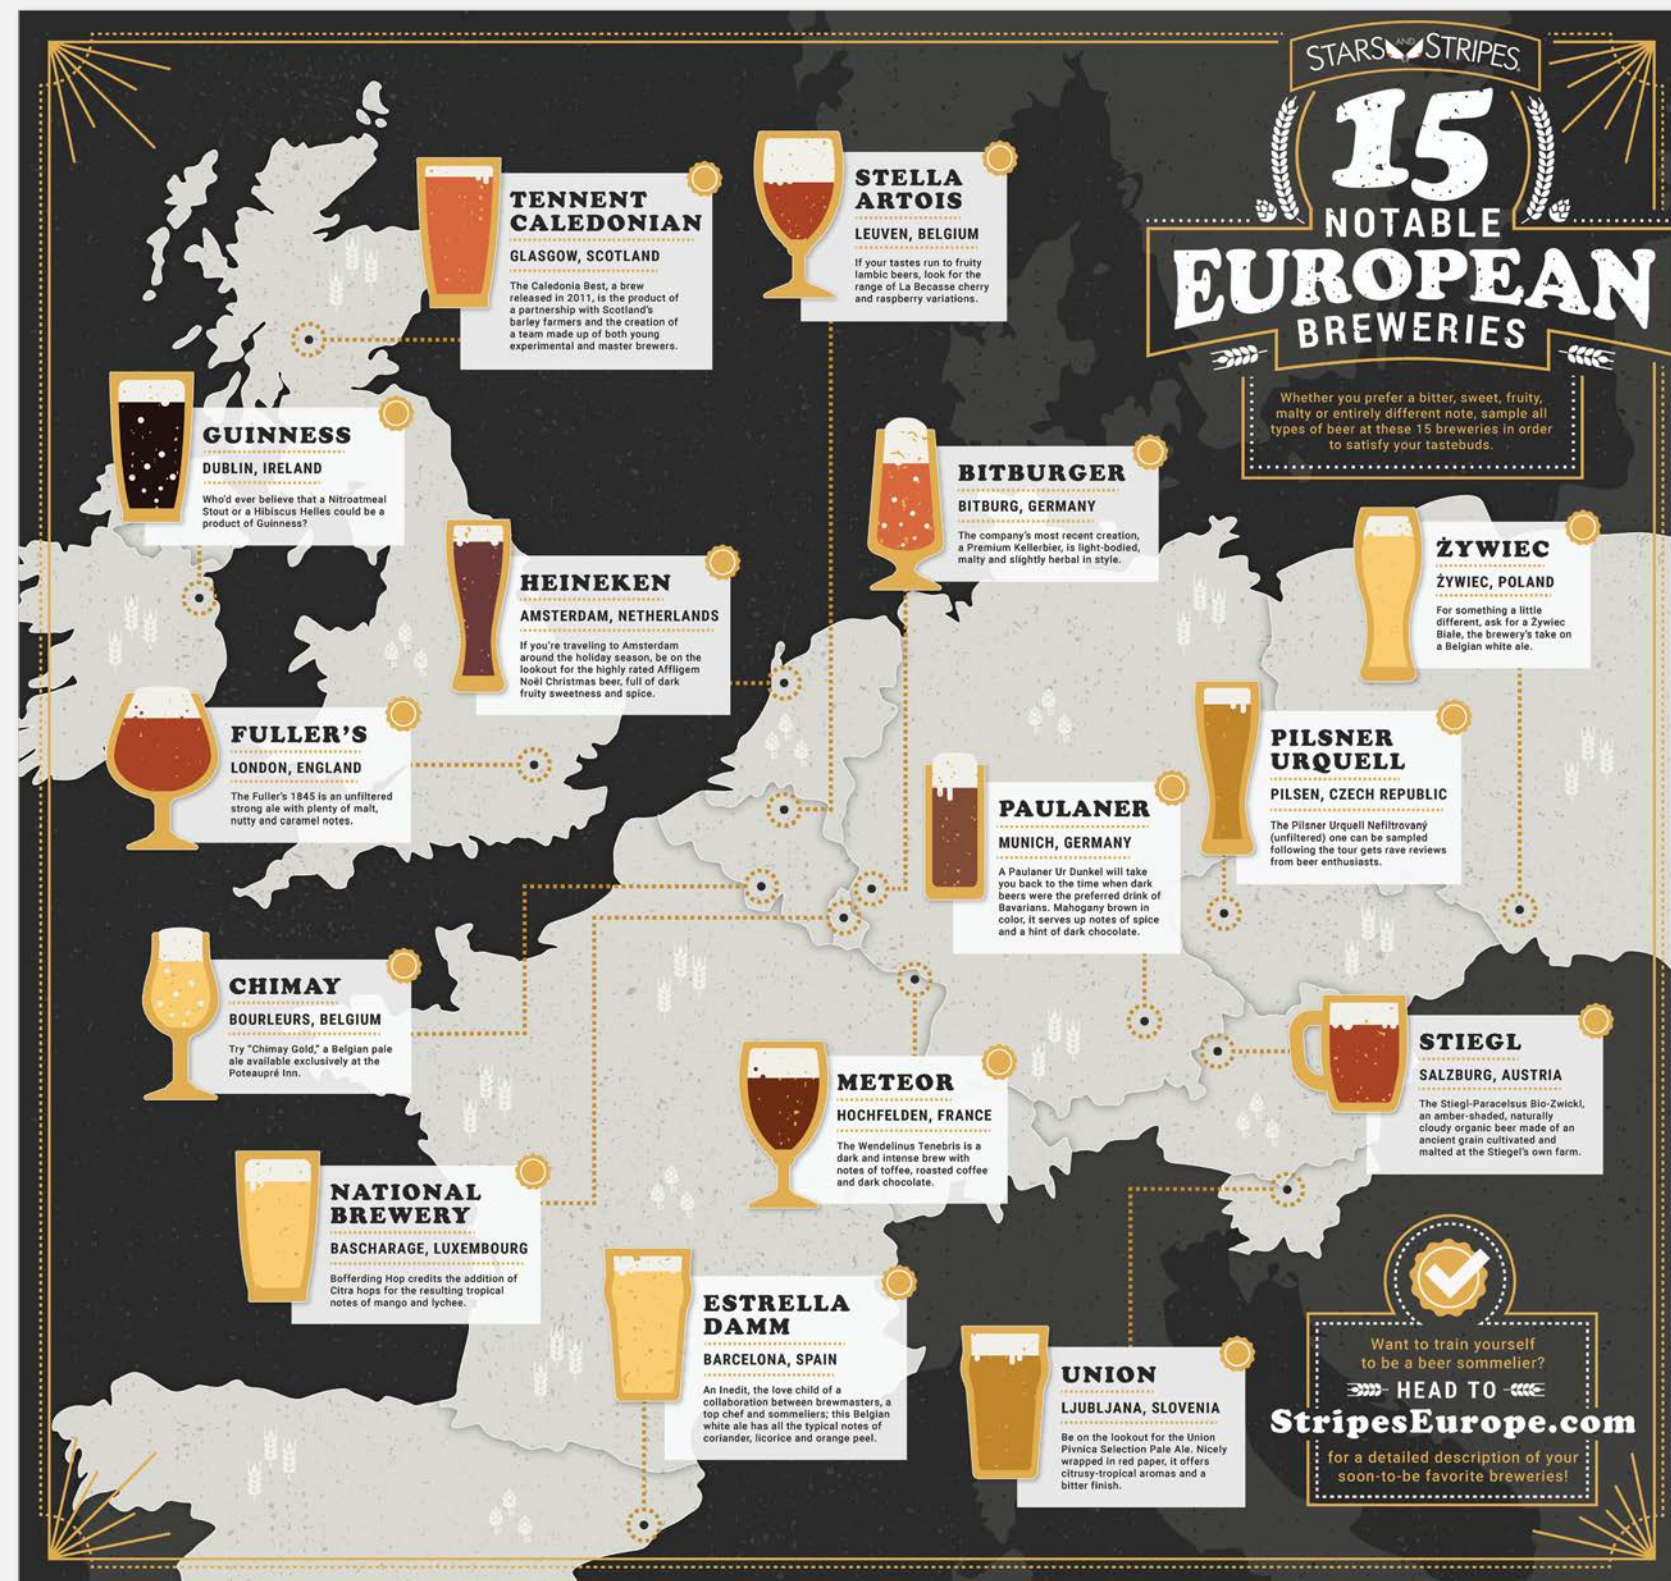 STARS AND STRIPES.
15
NOTABLE
EUROPEAN
BREWERIES
Whether you prefer a bitter, sweet, fruity,
malty or entirely different note, sample all
types of beer at these 15 breweries in order
to satisfy your tastebuds.
TENNENT
CALEDONIAN
GLASGOW, SCOTLAND
The Caledonia Best, a brew
released in 2011, is the product of
a partnership with Scotland's
barley farmers and the creation of
a team made up of both young
experimental and master brewers.
STELLA
ARTOIS
LEUVEN, BELGIUM
If your tastes run to fruity
lambic beers, look for the
range of La Becasse cherry
and raspberry variations.
GUINNESS
DUBLIN, IRELAND
Who'd ever believe that a Nitroatmeal
Stout or a Hibiscus Helles could be a
product of Guinness?
BITBURGER
BITBURG, GERMANY
The company's most recent creation,
a Premium Kellerbier, is light-bodied,
malty and slightly herbal in style.
ŻYWIEC
ŻYWIEC, POLAND
For something a little
different, ask for a Żywiec
Biale, the brewery's take on
a Belgian white ale.
HEINEKEN
AMSTERDAM, NETHERLANDS
If you're traveling to Amsterdam
around the holiday season, be on the
lookout for the highly rated Affligem
Noël Christmas beer, full of dark
fruity sweetness and spice.
FULLER'S
LONDON, ENGLAND
The Fuller's 1845 is an unfiltered
strong ale with plenty of malt,
nutty and caramel notes.
PILSNER
URQUELL
PILSEN, CZECH REPUBLIC
The Pilsner Urquell Nefiltrovaný
(unfiltered) one can be sampled
following the tour gets rave reviews
from beer enthusiasts.
PAULANER
MUNICH, GERMANY
A Paulaner Ur Dunkel will take
you back to the time when dark
beers were the preferred drink of
Bavarians. Mahogany brown in
color, it serves up notes of spice
and a hint of dark chocolate.
CHIMAY
BOURLEURS, BELGIUM
Try "Chimay Gold," a Belgian pale
ale available exclusively at the
Poteaupré Inn.
METEOR
HOCHFELDEN, FRANCE
The Wendelinus Tenebris is a
dark and intense brew with
notes of toffee, roasted coffee
and dark chocolate.
STIEGL
SALZBURG, AUSTRIA
The Stiegl-Paracelsus Bio-Zwickl,
an amber-shaded, naturally
cloudy organic beer made of an
ancient grain cultivated and
malted at the Stiegel's own farm.
NATIONAL
BREWERY
BASCHARAGE, LUXEMBOURG
Bofferding Hop credits the addition of
Citra hops for the resulting tropical
notes of mango and lychee.
ESTRELLA
DAMM
BARCELONA, SPAIN
An Inedit, the love child of a
collaboration between brewmasters, a
top chef and sommeliers; this Belgian
white ale has all the typical notes of
coriander, licorice and orange peel.
UNION
LJUBLJANA, SLOVENIA
Be on the lookout for the Union
Pivnica Selection Pale Ale. Nicely
wrapped in red paper, it offers
citrusy-tropical aromas and a
bitter finish.
Want to train yourself
to be a beer sommelier?
HEAD TO
StripesEurope.com
for a detailed description of your
soon-to-be favorite breweries!